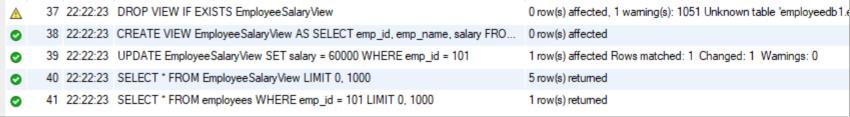 37 22:22:23 DROP VIEW IF EXISTS EmployeeSalaryView 0 row(s) affected, 1 warning(s): 1051 Unknown table 'employeedb1.e
38 22:22:23 CREATE VIEW EmployeeSalaryView AS SELECT emp_id, emp_name, salary FRO... 0 row(s) affected
39 22:22:23 UPDATE EmployeeSalaryView SET salary = 60000 WHERE emp_id = 101 1 row(s) affected Rows matched: 1 Changed: 1 Warnings: 0
40 22:22:23 SELECT * FROM EmployeeSalaryView LIMIT 0, 1000 5 row(s) returned
41 22:22:23 SELECT * FROM employees WHERE emp_id = 101 LIMIT 0, 1000 1 row(s) returned